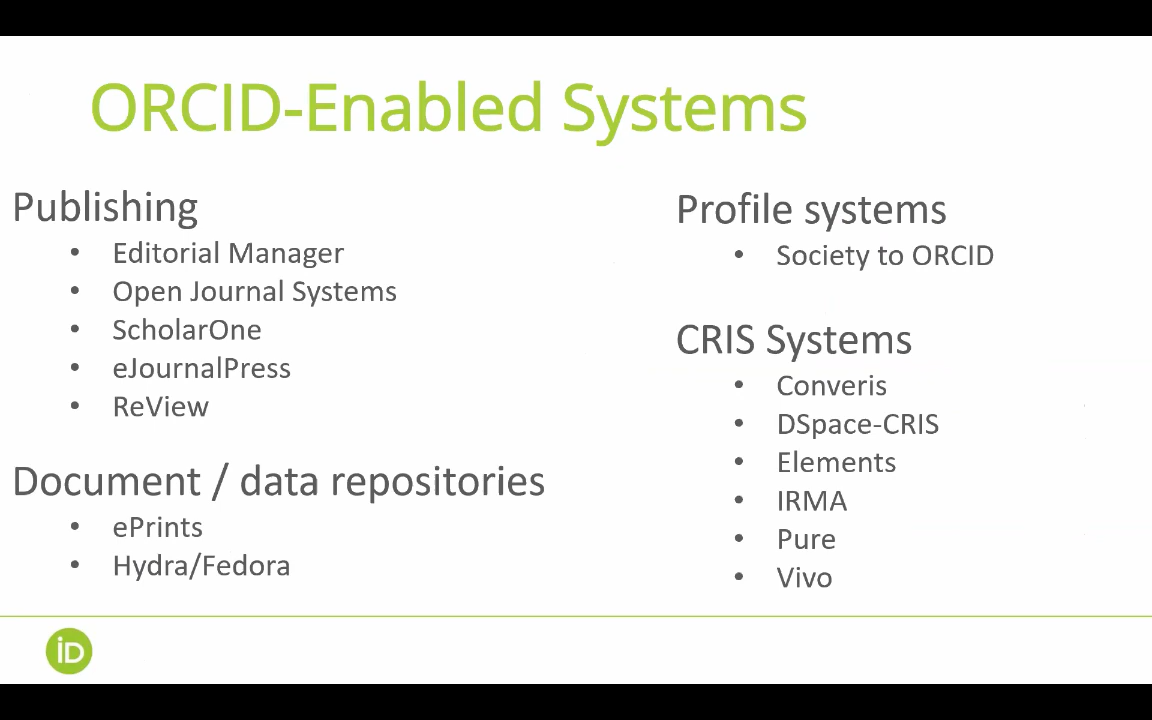 ORCID-Enabled Systems
Publishing
• Editorial Manager
• Open Journal Systems
• ScholarOne
• eJournalPress
• ReView
Document / data repositories
• ePrints
• Hydra/Fedora
Profile systems
• Society to ORCID
CRIS Systems
• Converis
• DSpace-CRIS
• Elements
• IRMA
• Pure
• Vivo
iD